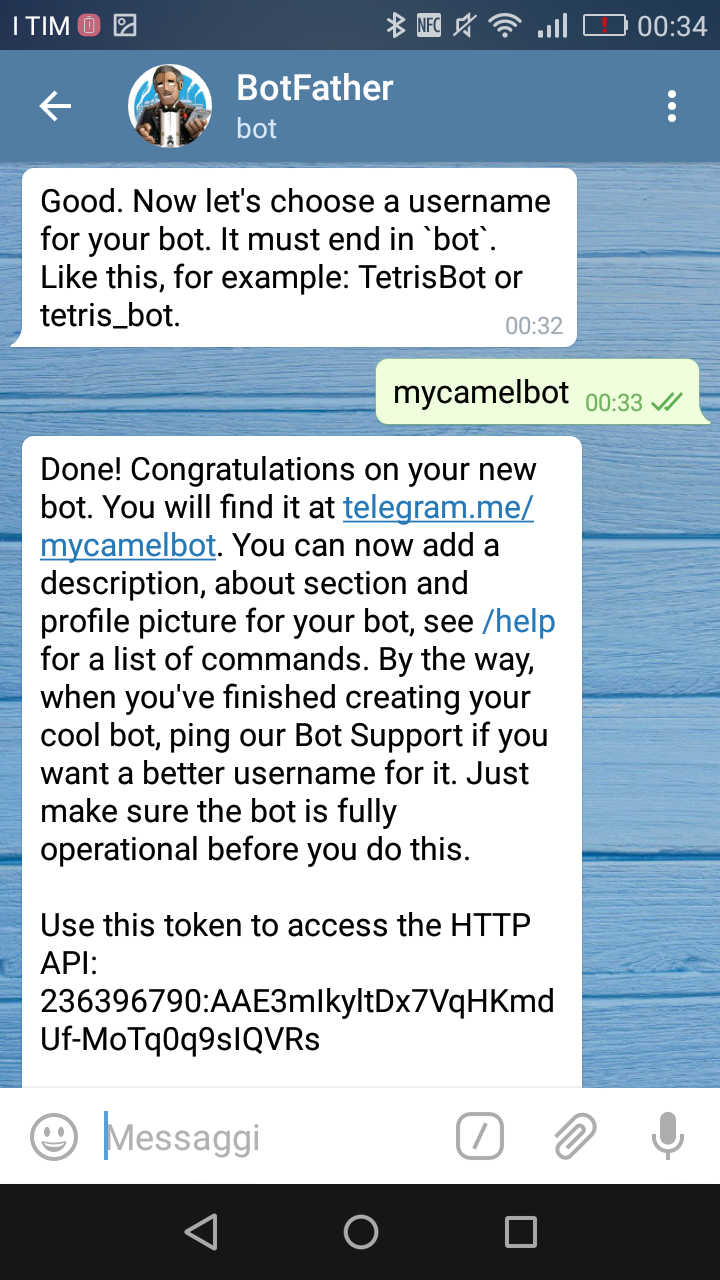 I TIM
NFC
00:34
BotFather
bot
Good. Now let's choose a username
for your bot. It must end in `bot`.
Like this, for example: TetrisBot or
tetris_bot.
00:32
mycamelbot
00:33
Done! Congratulations on your new
bot. You will find it at telegram.me/
mycamelbot. You can now add a
description, about section and
profile picture for your bot, see /help
for a list of commands. By the way,
when you've finished creating your
cool bot, ping our Bot Support if you
want a better username for it. Just
make sure the bot is fully
operational before you do this.
Use this token to access the HTTP
API:
236396790:AAE3mIkyltDx7VqHKmd
Uf-MoTq0q9sIQVRs
Messaggi